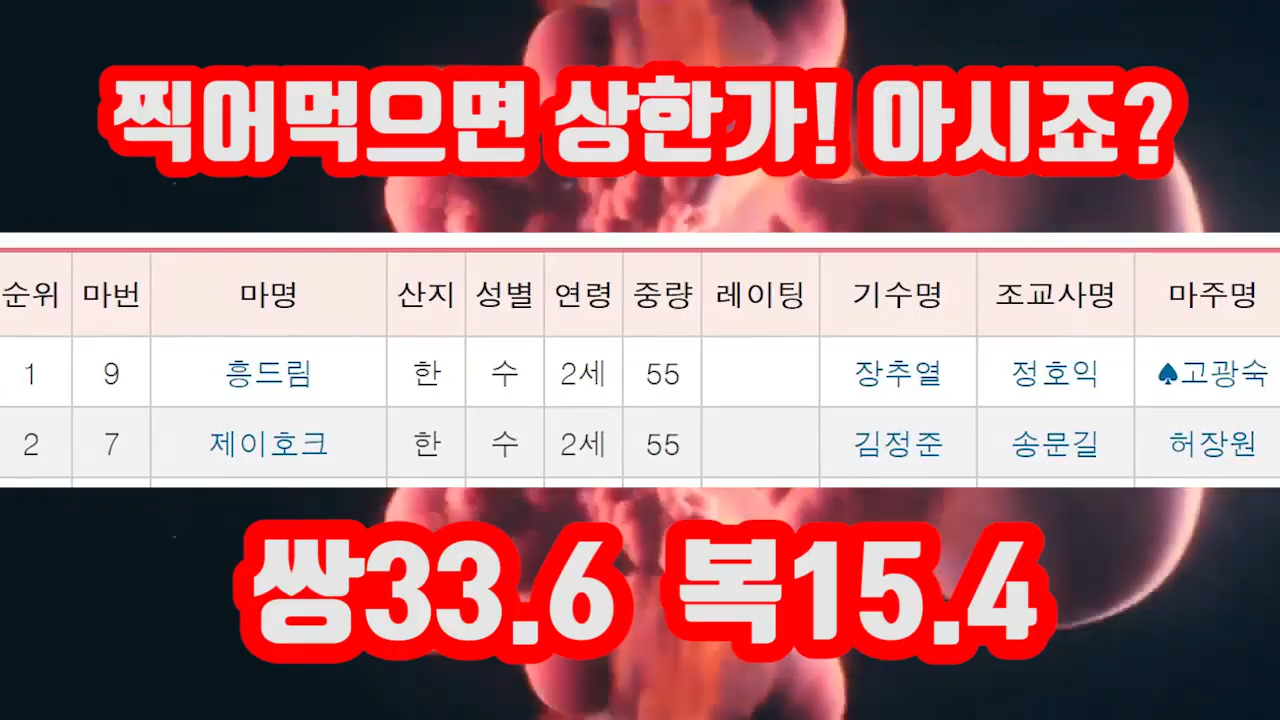 찍어먹으면 상한가! 아시죠?
순위 마번 마명 산지 성별 연령 중량 레이팅 기수명 조교사명 마주명
1 9 흥드림 한 수 2세 55 장추열 정호익 ♠고광숙
2 7 제이호크 한 수 2세 55 김정준 송문길 허장원
쌍33.6 복15.4